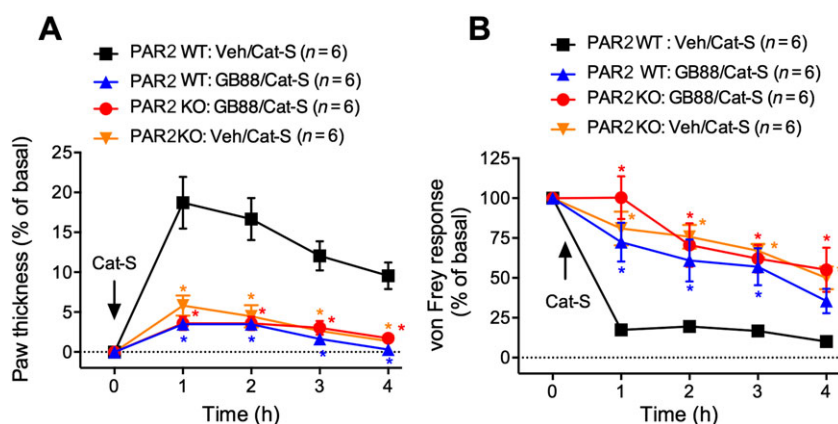 A
PAR2 WT: Veh/Cat-S (n=6)
PAR2 WT: GB88/Cat-S (n=6)
PAR2 KO: GB88/Cat-S (n=6)
PAR2KO: Veh/Cat-S (n=6)
Paw thickness (% of basal)
25
20
15
10
5
0
Cat-S
* * * *
* * * *
* * * *
0 1 2 3 4
Time (h)
B
PAR2WT: Veh/Cat-S (n=6)
PAR2 WT: GB88/Cat-S (n=6)
PAR2KO: GB88/Cat-S (n=6)
PAR2KO: Veh/Cat-S (n=6)
von Frey response
(% of basal)
125
100
75
50
25
0
Cat-S
* * * *
* * *
* * *
0 1 2 3 4
Time (h)